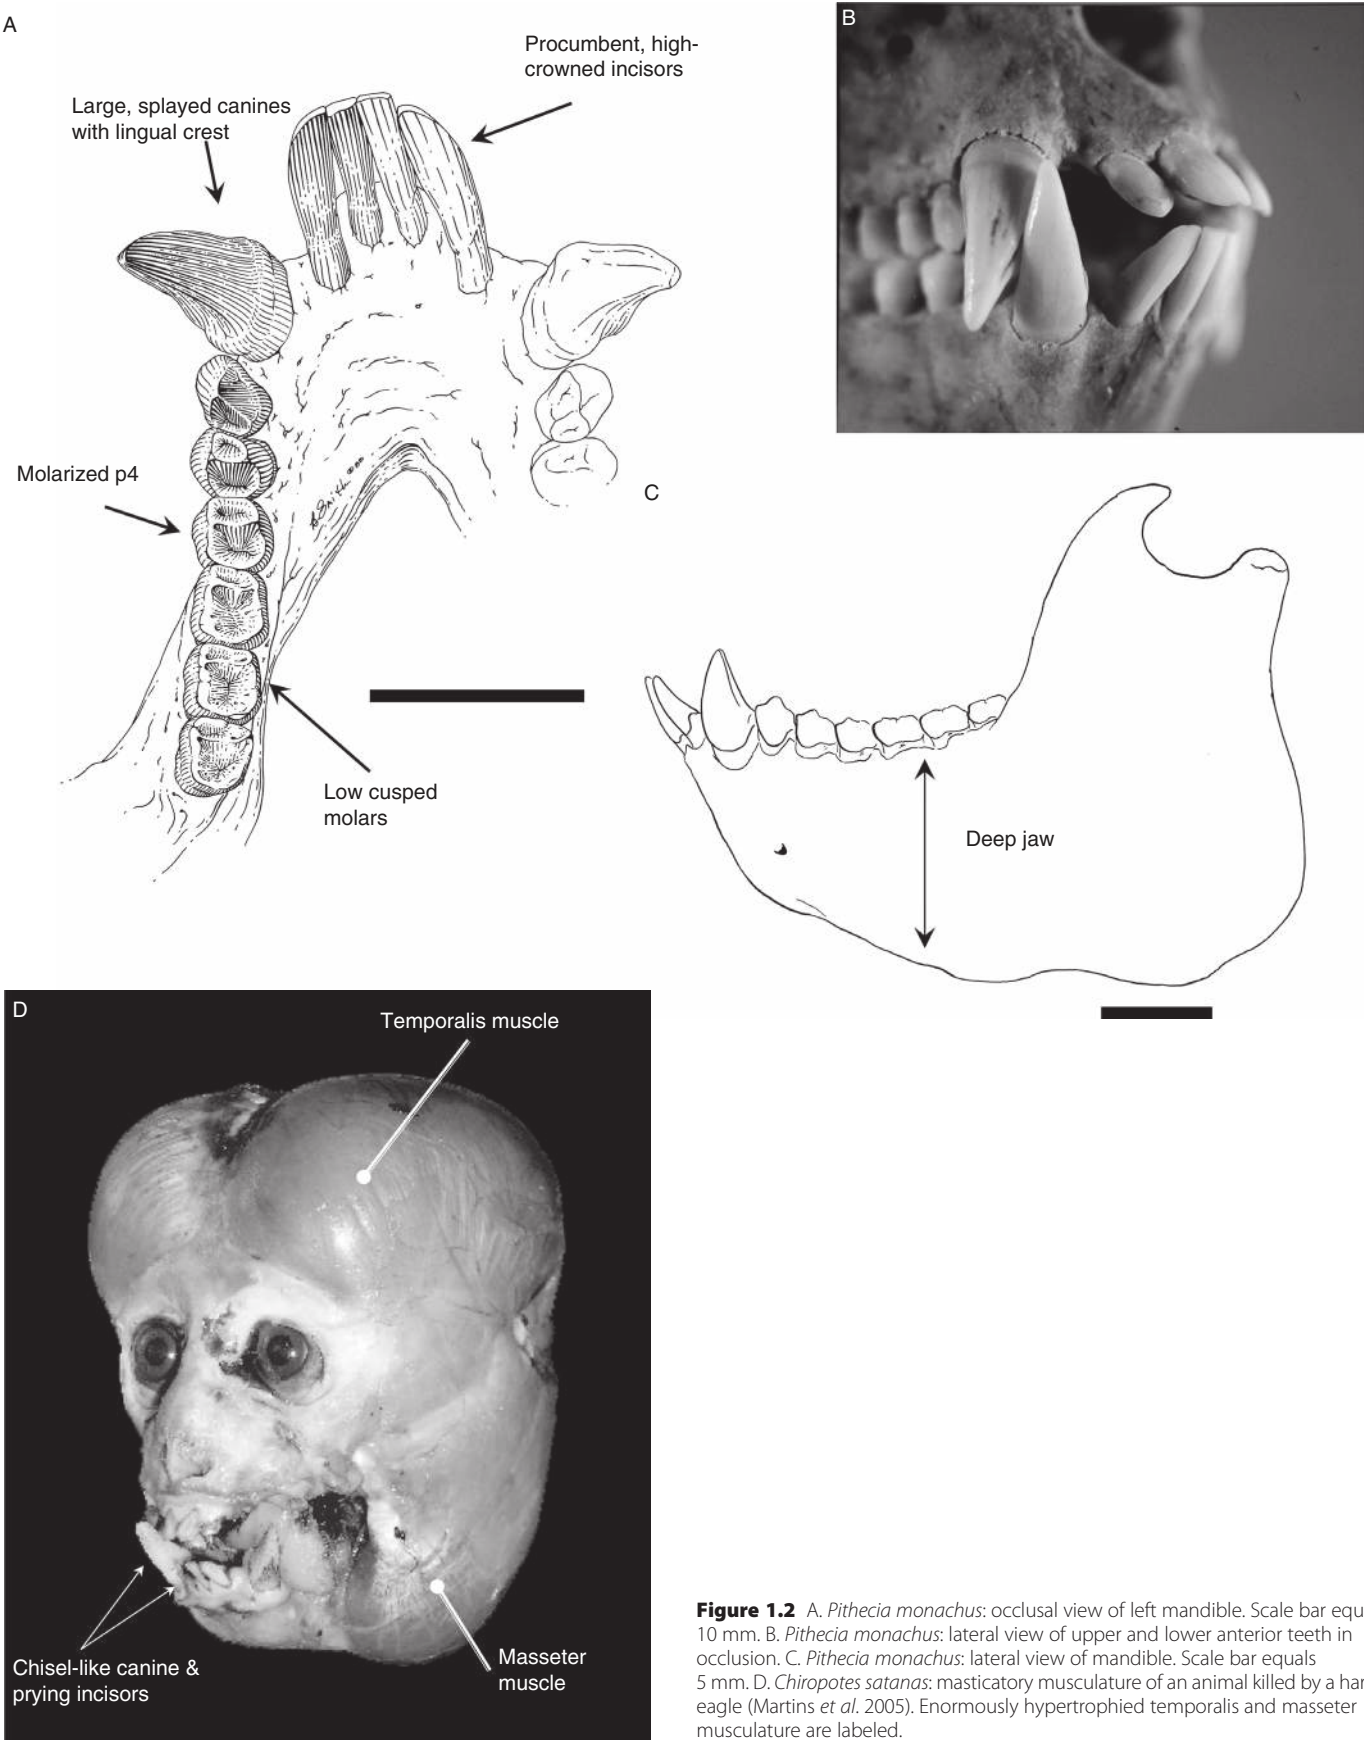 A
Procumbent, high-
crowned incisors
Large, splayed canines
with lingual crest
Molarized p4
Low cusped
molars
B
C
Deep jaw
D
Temporalis muscle
Chisel-like canine &
prying incisors
Masseter
muscle
Figure 1.2 A. Pithecia monachus: occlusal view of left mandible. Scale bar equ
10 mm. B. Pithecia monachus: lateral view of upper and lower anterior teeth in
occlusion. C. Pithecia monachus: lateral view of mandible. Scale bar equals
5 mm. D. Chiropotes satanas: masticatory musculature of an animal killed by a har
eagle (Martins et al. 2005). Enormously hypertrophied temporalis and masseter
musculature are labeled.